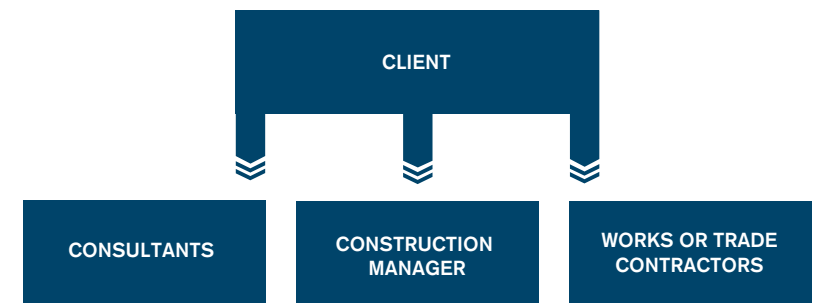 CLIENT
CONSULTANTS
CONSTRUCTION
MANAGER
WORKS OR TRADE
CONTRACTORS